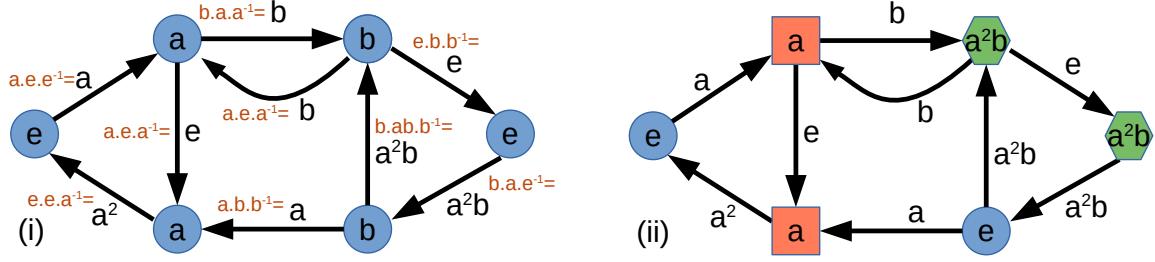 b.a.a⁻¹= b
b
a
b
e.b.b⁻¹=
e
a.e.e⁻¹= a
a.e.a⁻¹= b
a.e.a⁻¹= e
b.ab.b⁻¹=
a²b
e
e
e.e.a⁻¹=
a²
a.b.b⁻¹= a
b.a.e⁻¹=
a²b
a
b
(i)
a
a²b
e
a
b
e
a²b
e
a²b
a²
a
a²b
a
e
(ii)